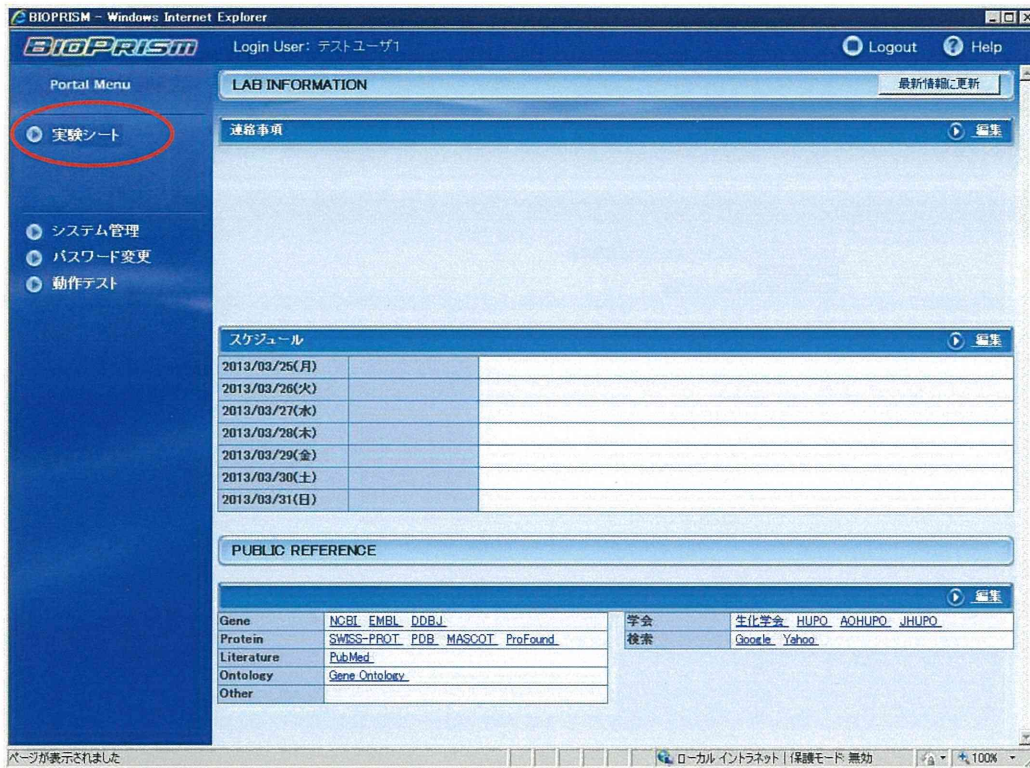 BIOPRISM - Windows Internet Explorer
BIOPRISM Login User: テストユーザ1 Logout Help
Portal Menu
実験シート
システム管理
パスワード変更
動作テスト
LAB INFORMATION 最新情報に更新
連絡事項 編集
スケジュール 編集
2013/03/25(月)
2013/03/26(火)
2013/03/27(水)
2013/03/28(木)
2013/03/29(金)
2013/03/30(土)
2013/03/31(日)
PUBLIC REFERENCE
編集
Gene NCBI EMBL DDBJ 学会 生化学会 HUPO AOHUPO JHUPO
Protein SWISS-PROT PDB MASCOT ProFound 検索 Google Yahoo
Literature PubMed
Ontology Gene Ontology
Other
ページが表示されました ローカル イントラネット | 保護モード: 無効 100%